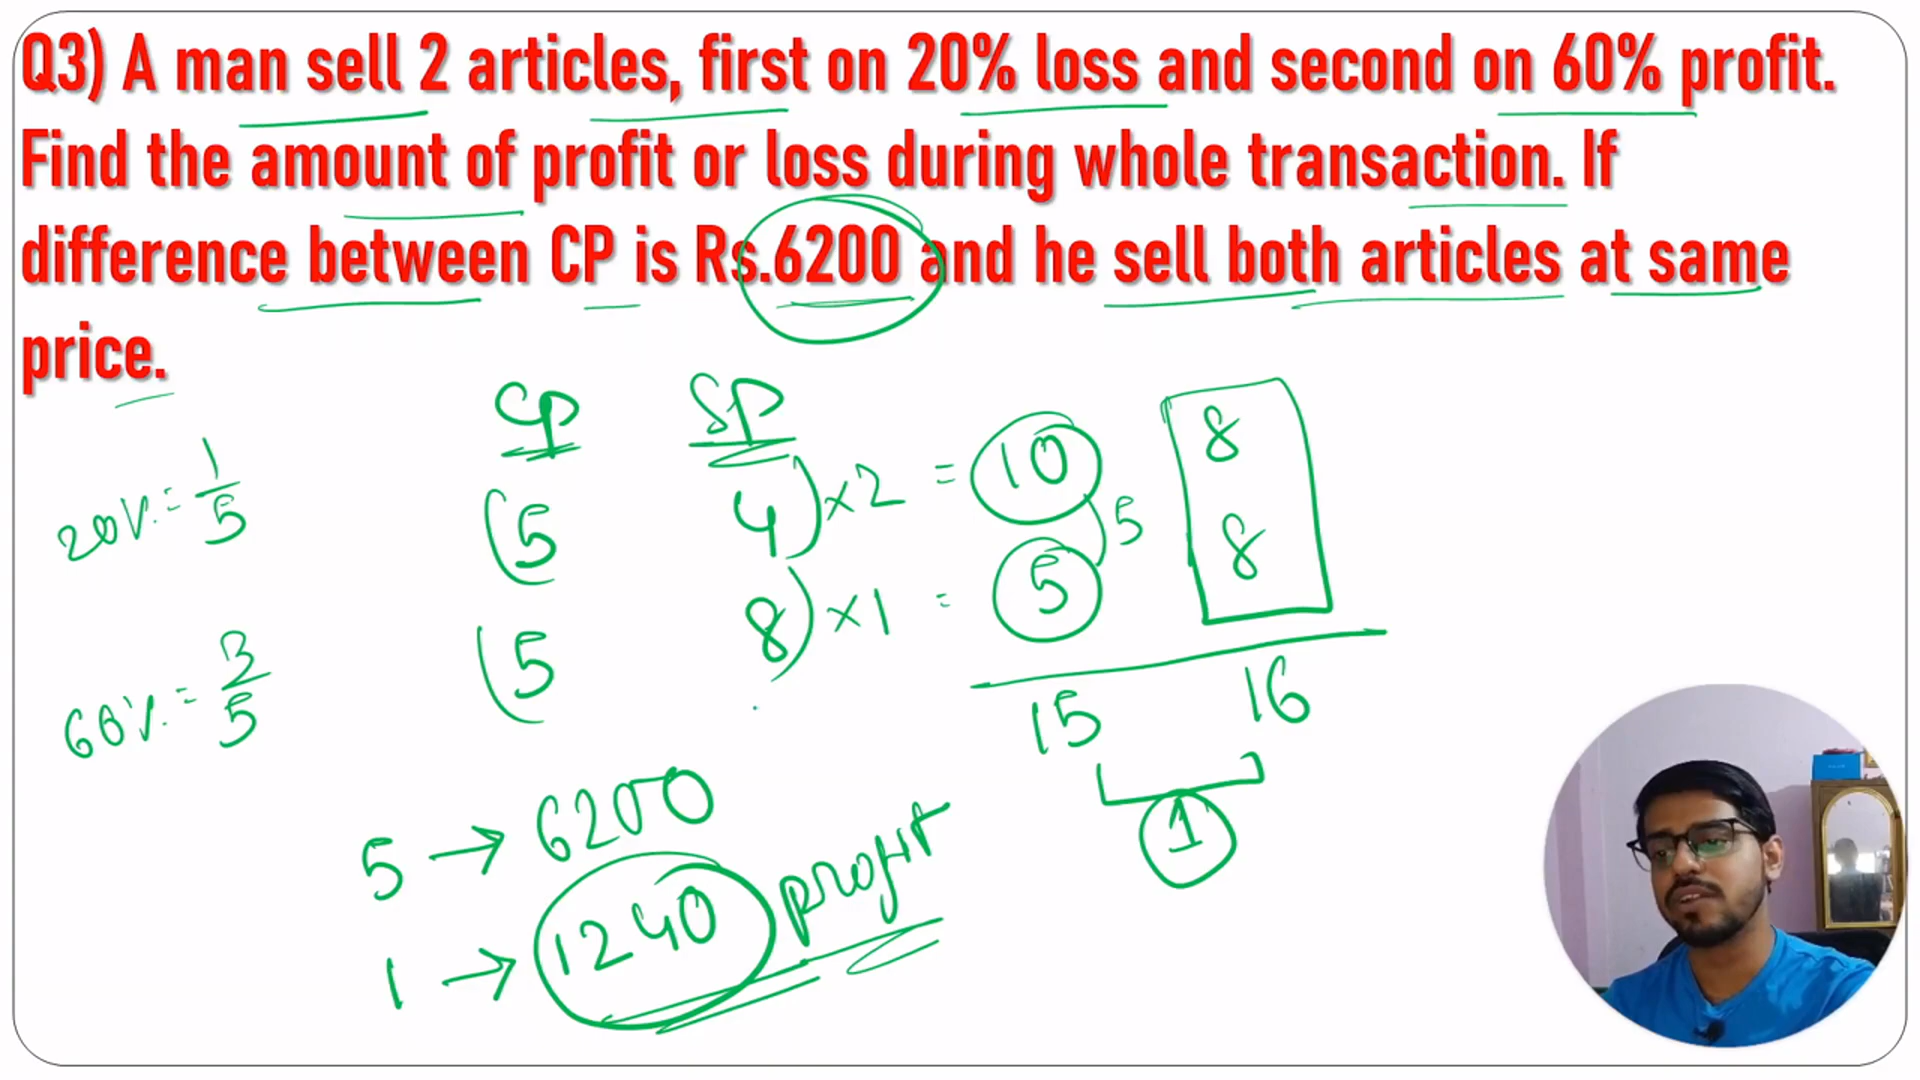 Q3) A man sell 2 articles, first on 20% loss and second on 60% profit.
Find the amount of profit or loss during whole transaction. If
difference between CP is Rs.6200 and he sell both articles at same
price.
CP SP
20%. = 1/5
(5 4) ×2 = 10 8
5
(5 8) ×1 = 5 8
60%. = 3/5
15 16
1
5 → 6200
1 → 1240 profit